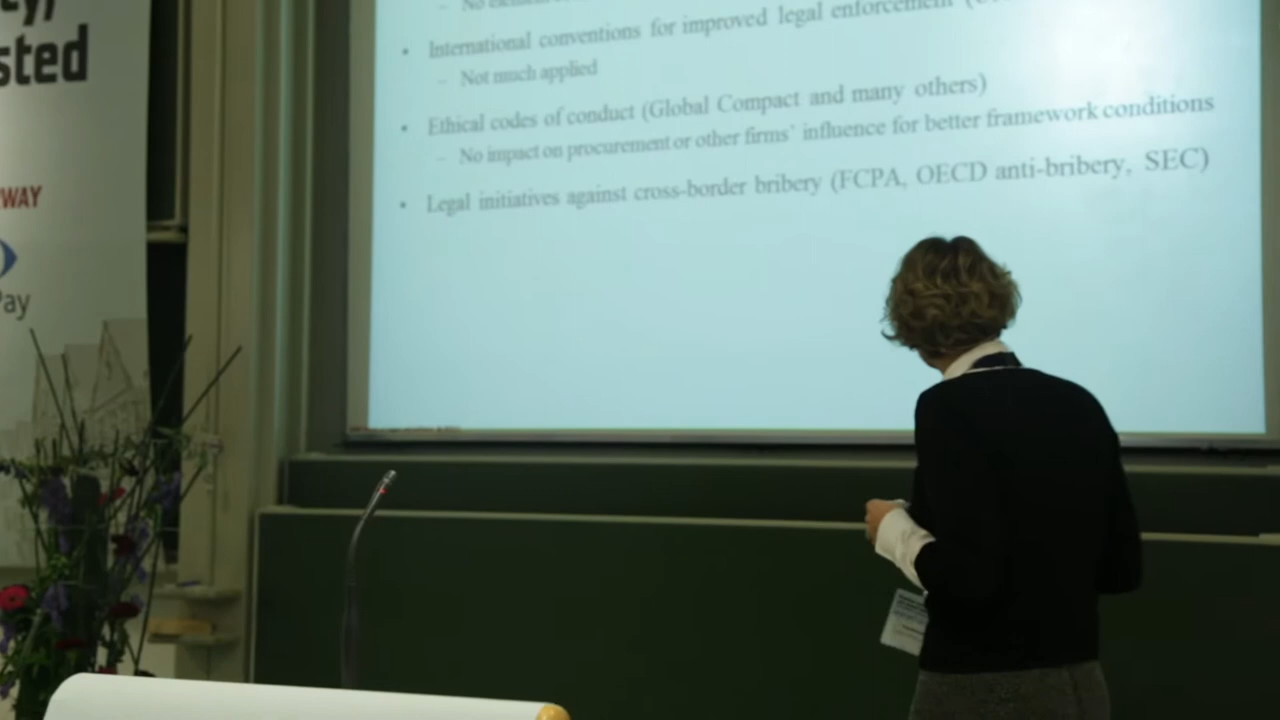 sted
WAY
Pay
International conventions for improved legal enforcement
– Not much applied
• Ethical codes of conduct (Global Compact and many others)
– No impact on procurement or other firms' influence for better framework conditions
• Legal initiatives against cross-border bribery (FCPA, OECD anti-bribery, SEC)